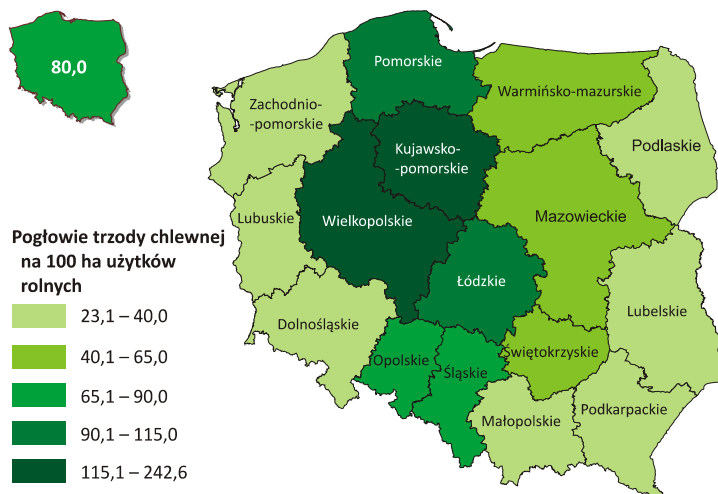 80,0
Pomorskie
Warmińsko-mazurskie
Zachodnio-
-pomorskie
Podlaskie
Kujawsko-
-pomorskie
Lubuskie
Wielkopolskie
Mazowieckie
Pogłowie trzody chlewnej
na 100 ha użytków
rolnych
Łódzkie
Lubelskie
23,1 – 40,0
Dolnośląskie
40,1 – 65,0
Opolskie
Śląskie
Świętokrzyskie
65,1 – 90,0
Małopolskie
Podkarpackie
90,1 – 115,0
115,1 – 242,6